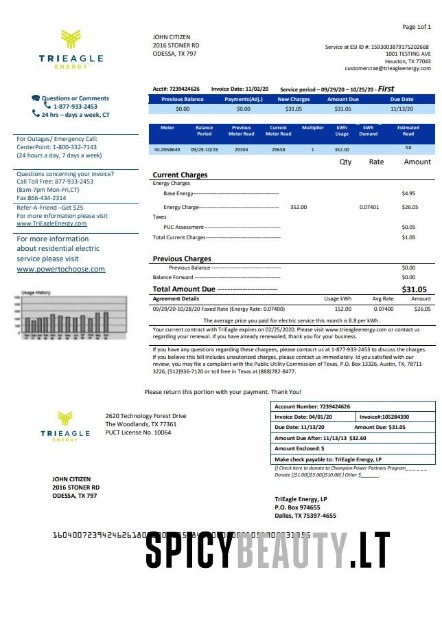 Page 1of 1
TRIEAGLE
ENERGY
JOHN CITIZEN
2016 STONER RD
ODESSA, TX 797
Service at ESI ID #: 1593003879175202668
1001 TESTING AVE
Houston, TX 77043
customercrae@trieagleenergy.com
Questions or Comments
1-877-933-2453
24 hrs – 7 days a week, CT
For Outages/ Emergency Call:
CenterPoint: 1-800-332-7143
(24 hours a day, 7 days a week)
Questions concerning your invoice?
Call Toll Free: 877-933-2453
(8am-7pm Mon-Fri,CT)
Fax 866-434-2314
Refer-A-Friend --Get $25
For more information please visit
www.TriEagleEnergy.com
For more information
about residential electric
service please visit
www.powertochoose.com
Usage History
Acct#: 7239424626 Invoice Date: 11/02/20 Service period – 09/29/20 – 10/25/20 - First
Previous Balance Payments(Adj.) New Charges Amount Due Due Date
$0.00 $0.00 $31.05 $31.05 11/13/20
Meter Balance Period Previous Meter Read Current Meter Read Multiplier kWh Usage kWh Demand Estimated Read
09/29-10/28 29304 29658 1 352.00
Qty Rate Amount
Current Charges
Energy Charges
Base Energy $4.95
Energy Charge 352.00 0.07401 $26.05
Taxes
PUC Assessment $0.05
Total Current Charges $1.05
Previous Charges
Previous Balance $0.00
Balance Forward $0.00
Total Amount Due $31.05
Agreement Details Usage kWh Avg Rate Amount
09/29/20-10/28/20 Foxed Rate (Energy Rate: 0.07400) 152.00 0.07400 $26.05
The average price you paid for electric service this month is 8.8 per kWh.
Your current contract with TriEagle expires on 02/25/2020. Please visit www.trieagleenergy.com or contact us
regarding your renewal. If you have already renewed, thank you for your business.
If you have any questions regarding these charges, please contact us at 1-877-933-2453 to discuss the charges.
If you believe this bill includes unautorized charges, please contact us immediately. Id you satisfied with our
review, you may file a complaint with the Public Utility Commission of Texas, P.O. Box 13326, Austin, TX, 78711-
3226, (512)936-7120 or toll free in Texas at (888)782-8477.
Please return this portion with your payment. Thank You!
TRIEAGLE
ENERGY
2620 Technology Forest Drive
The Woodlands, TX 77361
PUCT License No. 10064
Account Number: 7239424626
Invoice Date: 04/01/20 Invoice#:105284390
Due Date: 11/13/20 Amount Due: $31.05
Amount Due After: 11/13/13 $32.60
Amount Enclosed: $
Make check payable to: TriEagle Energy, LP
[] Check here to donate to Champion Power Partners Program
Donate []$1.00[]$5.00[]$10.00[] Other $
JOHN CITIZEN
2016 STONER RD
ODESSA, TX 797
TriEagle Energy, LP
P.O. Box 974655
Dallas, TX 75397-4655
SPICYBEAUTY.LT